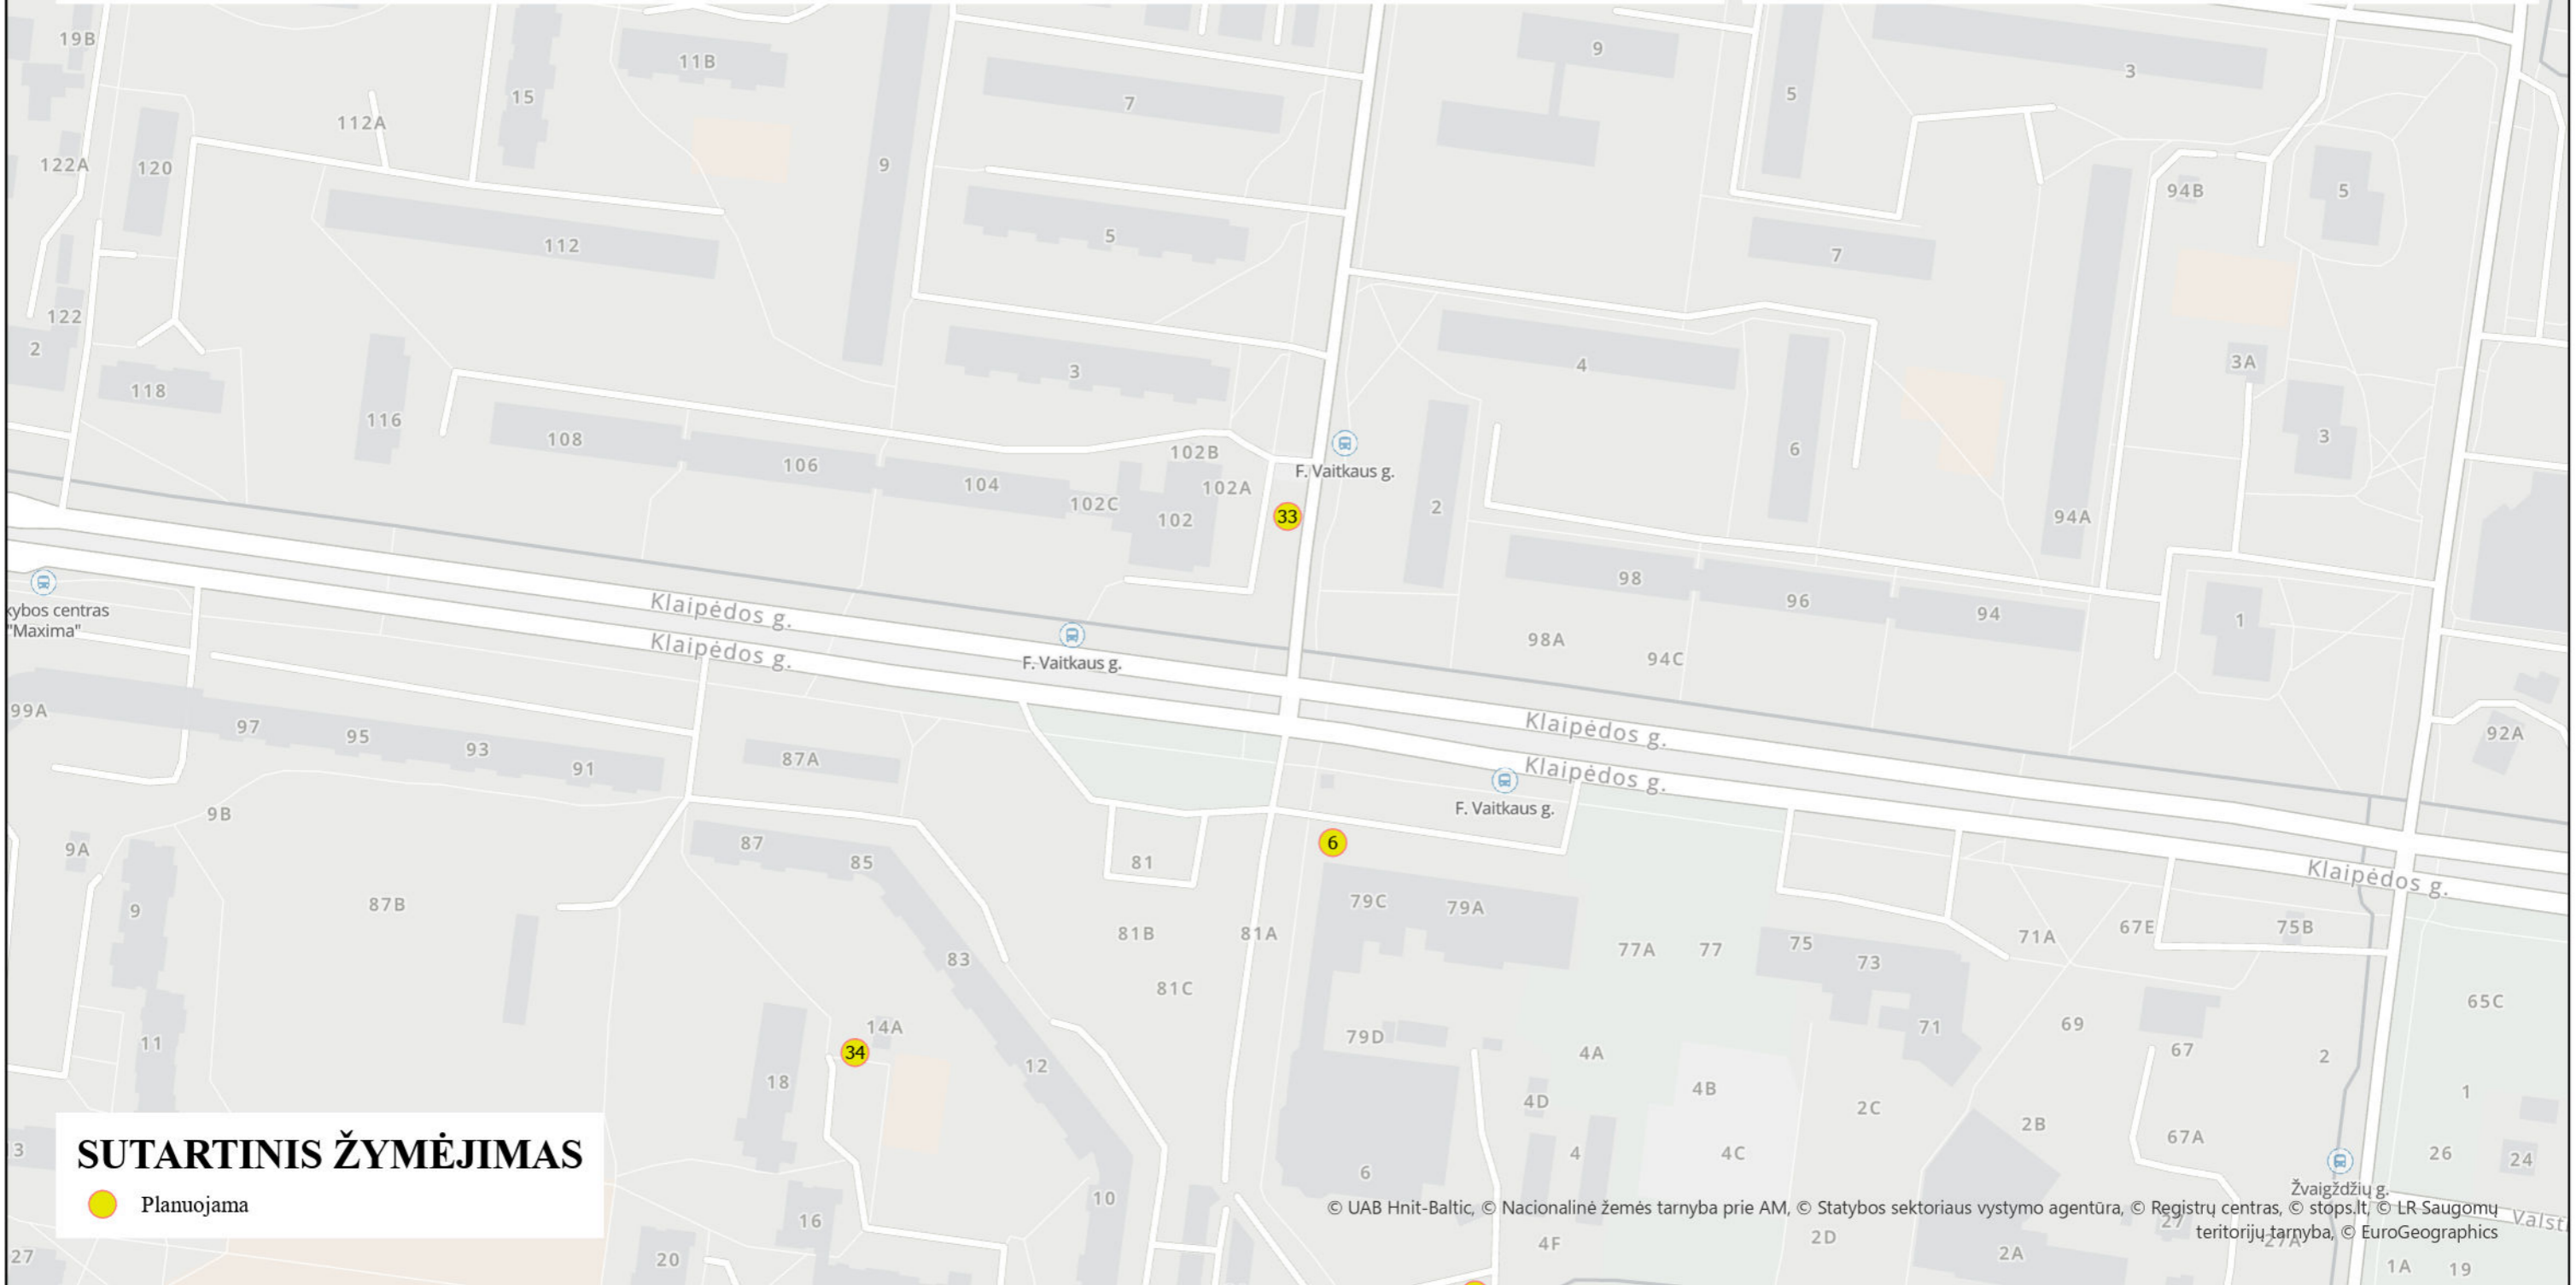 19B
11B
9
3
7
5
15
112A
122A
120
9
94B
5
112
5
7
122
2
3
4
3A
118
116
108
102B
F. Vaitkaus g.
6
3
106
104
102A
102C
102
33
2
94A
98
96
94
1
kybos centras
"Maxima"
Klaipėdos g.
Klaipėdos g.
F. Vaitkaus g.
98A
94C
99A
97
95
93
91
87A
Klaipėdos g.
Klaipėdos g.
92A
F. Vaitkaus g.
9B
87
85
81
6
9A
Klaipėdos g.
87B
9
79C
79A
81B
81A
83
77A
77
75
73
71A
67E
75B
81C
65C
11
14A
34
12
79D
4A
71
69
67
2
18
4D
4B
2C
2B
67A
1
SUTARTINIS ŽYMĖJIMAS
Planuojama
3
6
4
4C
26
24
10
16
Žvaigždžių g.
© UAB Hnit-Baltic, © Nacionalinė žemės tarnyba prie AM, © Statybos sektoriaus vystymo agentūra, © Registrų centras, © stops.lt, © LR Saugomų
teritorijų tarnyba, © EuroGeographics
Valst
27
27A
27
20
4F
2D
2A
1A
19